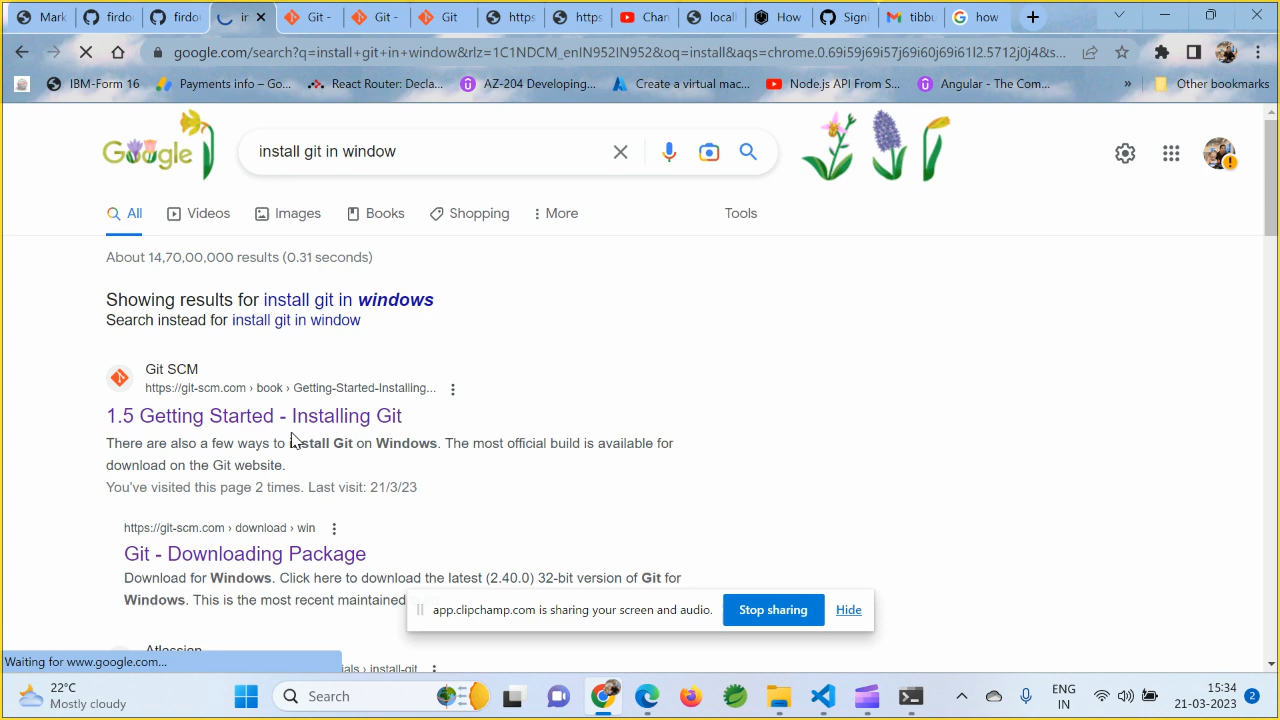 Mark
firdo
firdo
in
Git -
Git -
Git
https
https
Chan
locall
How
Signi
tibbu
how
google.com/search?q=install+git+in+window&rlz=1C1NDCM_enIN952IN952&oq=install&aqs=chrome.0.69i59j69i57j69i60j69i61l2.5712j0j4&s...
IBM-Form 16
Payments info – Go...
React Router: Decla...
AZ-204 Developing...
Create a virtual mac...
Node.js API From S...
Angular - The Com...
»
Other bookmarks
Google
install git in window
All
Videos
Images
Books
Shopping
More
Tools
About 14,70,00,000 results (0.31 seconds)
Showing results for install git in windows
Search instead for install git in window
Git SCM
https://git-scm.com › book › Getting-Started-Installing...
1.5 Getting Started - Installing Git
There are also a few ways to install Git on Windows. The most official build is available for
download on the Git website.
You've visited this page 2 times. Last visit: 21/3/23
https://git-scm.com › download › win
Git - Downloading Package
Download for Windows. Click here to download the latest (2.40.0) 32-bit version of Git for
Windows. This is the most recent maintained
app.clipchamp.com is sharing your screen and audio.
Stop sharing
Hide
Atlassian
ials › install-git
Waiting for www.google.com...
22°C
Mostly cloudy
Search
ENG
IN
15:34
21-03-2023
2